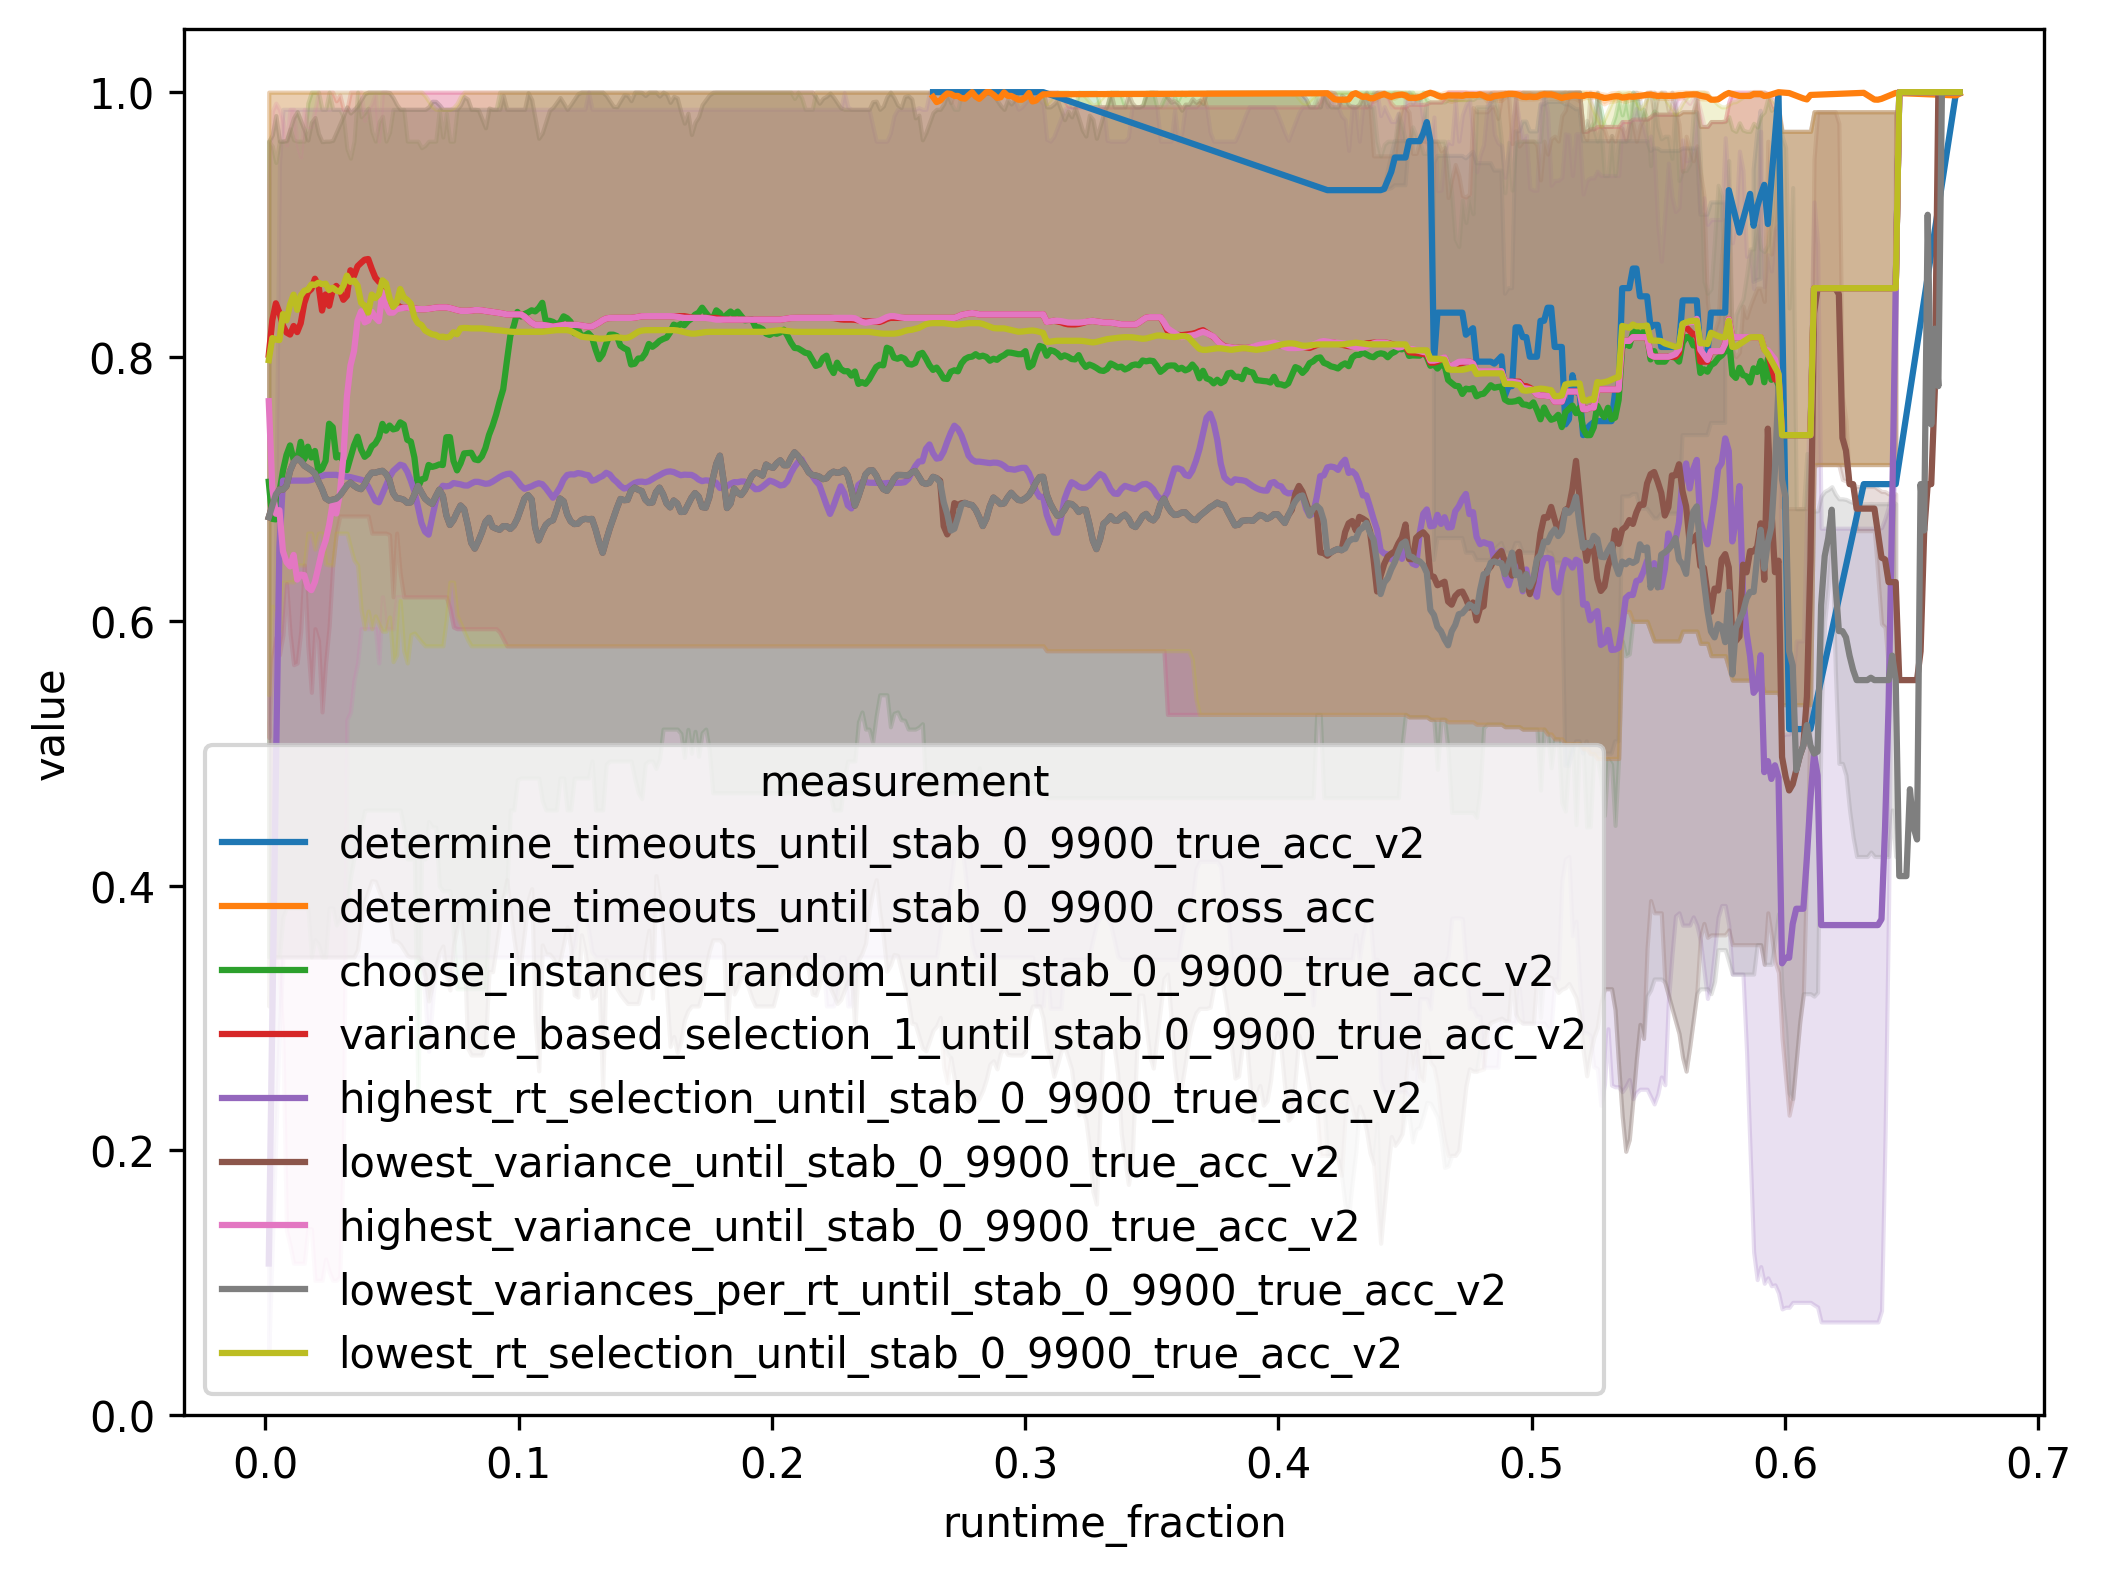 1.0
0.8
0.6
0.4
0.2
0.0
value
measurement
determine_timeouts_until_stab_0_9900_true_acc_v2
determine_timeouts_until_stab_0_9900_cross_acc
choose_instances_random_until_stab_0_9900_true_acc_v2
variance_based_selection_1_until_stab_0_9900_true_acc_v2
highest_rt_selection_until_stab_0_9900_true_acc_v2
lowest_variance_until_stab_0_9900_true_acc_v2
highest_variance_until_stab_0_9900_true_acc_v2
lowest_variances_per_rt_until_stab_0_9900_true_acc_v2
lowest_rt_selection_until_stab_0_9900_true_acc_v2
0.0 0.1 0.2 0.3 0.4 0.5 0.6 0.7
runtime_fraction